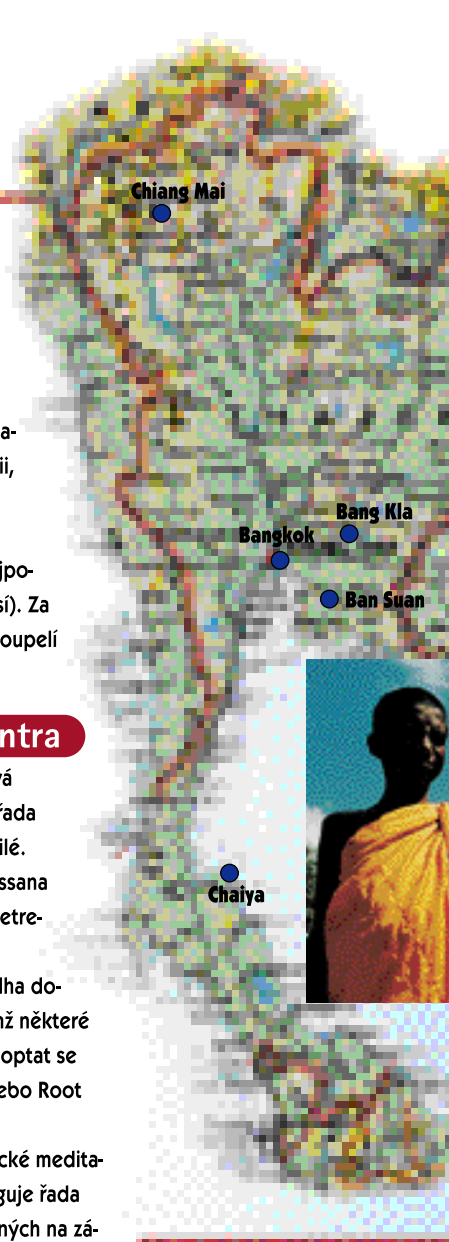 Chiang Mai
a-
ii,
Bang Kla
Bangkok
jpo-
sí). Za
Ban Suan
oupelí
ntra
vá
řada
ilé.
ssana
Chaiya
etre-
lha do-
nž některé
optat se
ebo Root
cké medita-
guje řada
ných na zá-